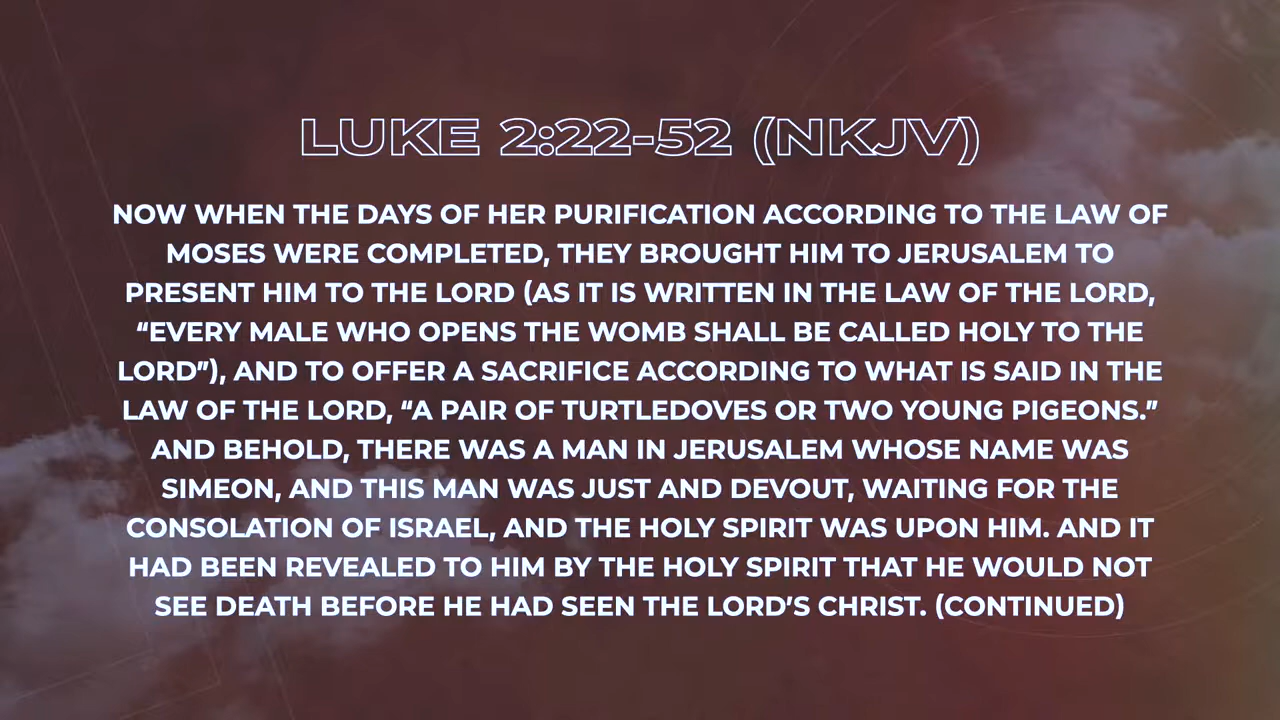 LUKE 2:22-52 (NKJV)
NOW WHEN THE DAYS OF HER PURIFICATION ACCORDING TO THE LAW OF
MOSES WERE COMPLETED, THEY BROUGHT HIM TO JERUSALEM TO
PRESENT HIM TO THE LORD (AS IT IS WRITTEN IN THE LAW OF THE LORD,
“EVERY MALE WHO OPENS THE WOMB SHALL BE CALLED HOLY TO THE
LORD”), AND TO OFFER A SACRIFICE ACCORDING TO WHAT IS SAID IN THE
LAW OF THE LORD, “A PAIR OF TURTLEDOVES OR TWO YOUNG PIGEONS.”
AND BEHOLD, THERE WAS A MAN IN JERUSALEM WHOSE NAME WAS
SIMEON, AND THIS MAN WAS JUST AND DEVOUT, WAITING FOR THE
CONSOLATION OF ISRAEL, AND THE HOLY SPIRIT WAS UPON HIM. AND IT
HAD BEEN REVEALED TO HIM BY THE HOLY SPIRIT THAT HE WOULD NOT
SEE DEATH BEFORE HE HAD SEEN THE LORD’S CHRIST. (CONTINUED)